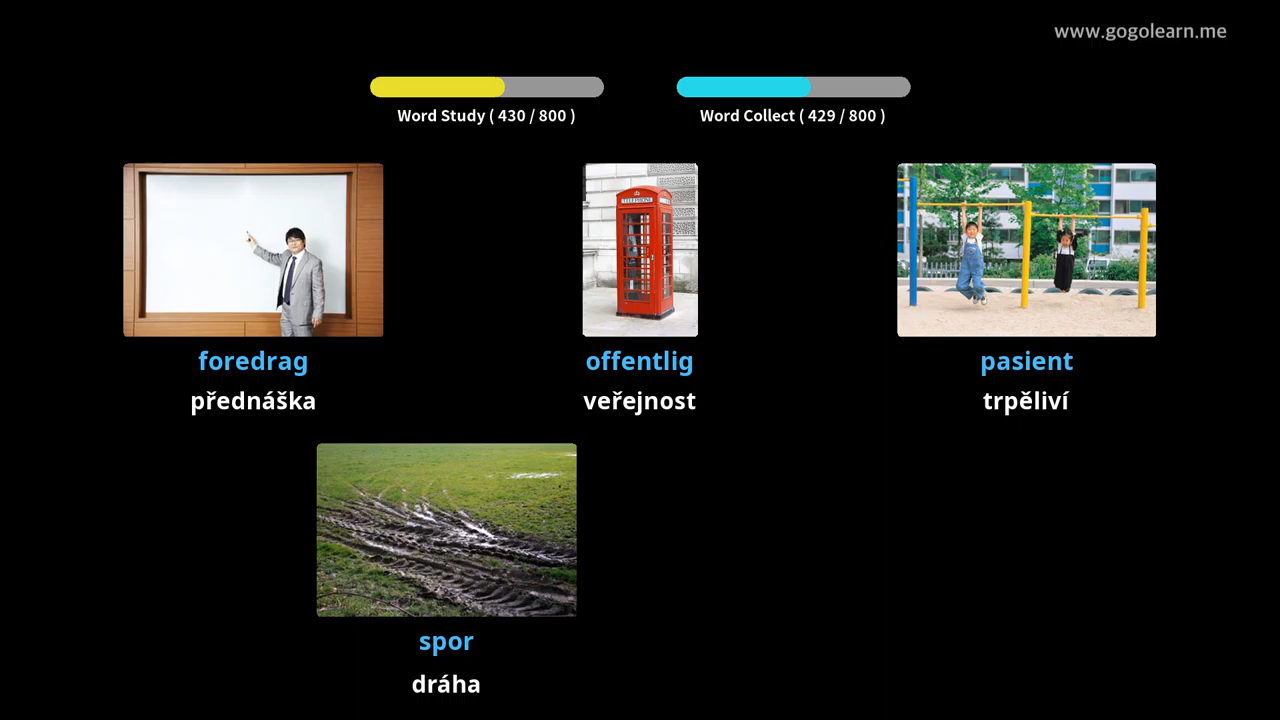 www.gogolearn.me
Word Study ( 430 / 800 )
Word Collect ( 429 / 800 )
TELEPHONE
foredrag
offentlig
pasient
přednáška
veřejnost
trpěliví
spor
dráha